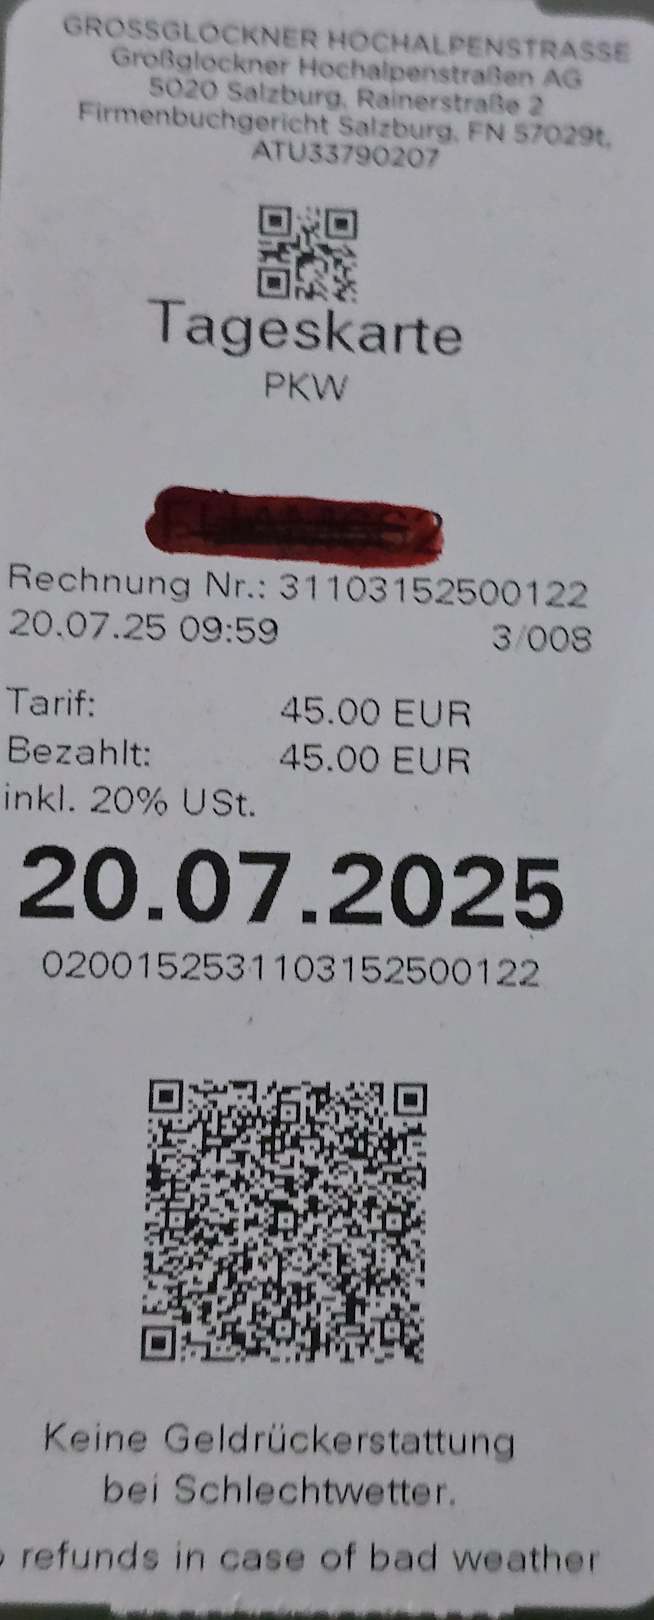 GROSSGLOCKNER HOCHALPENSTRASSE
Großglockner Hochalpenstraßen AG
5020 Salzburg, Rainerstraße 2
Firmenbuchgericht Salzburg, FN 57029t,
ATU33790207
Tageskarte
PKW
Rechnung Nr.: 31103152500122
20.07.25 09:59 3/008
Tarif: 45.00 EUR
Bezahlt: 45.00 EUR
inkl. 20% USt.
20.07.2025
0200152531103152500122
Keine Geldrückerstattung
bei Schlechtwetter.
refunds in case of bad weather